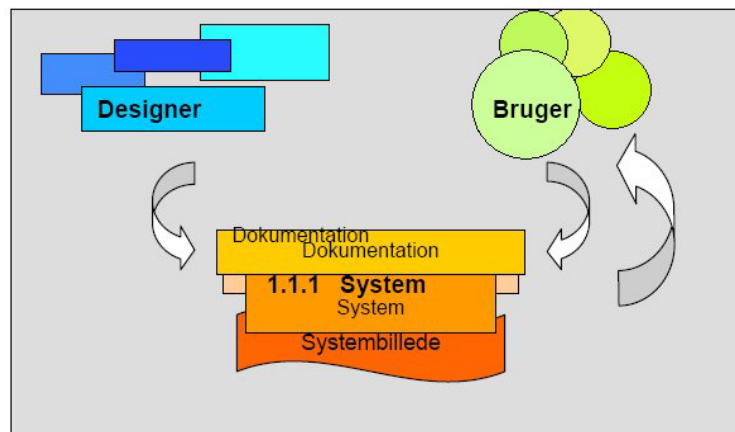 Designer
Bruger
Dokumentation
Dokumentation
1.1.1 System
System
Systembillede